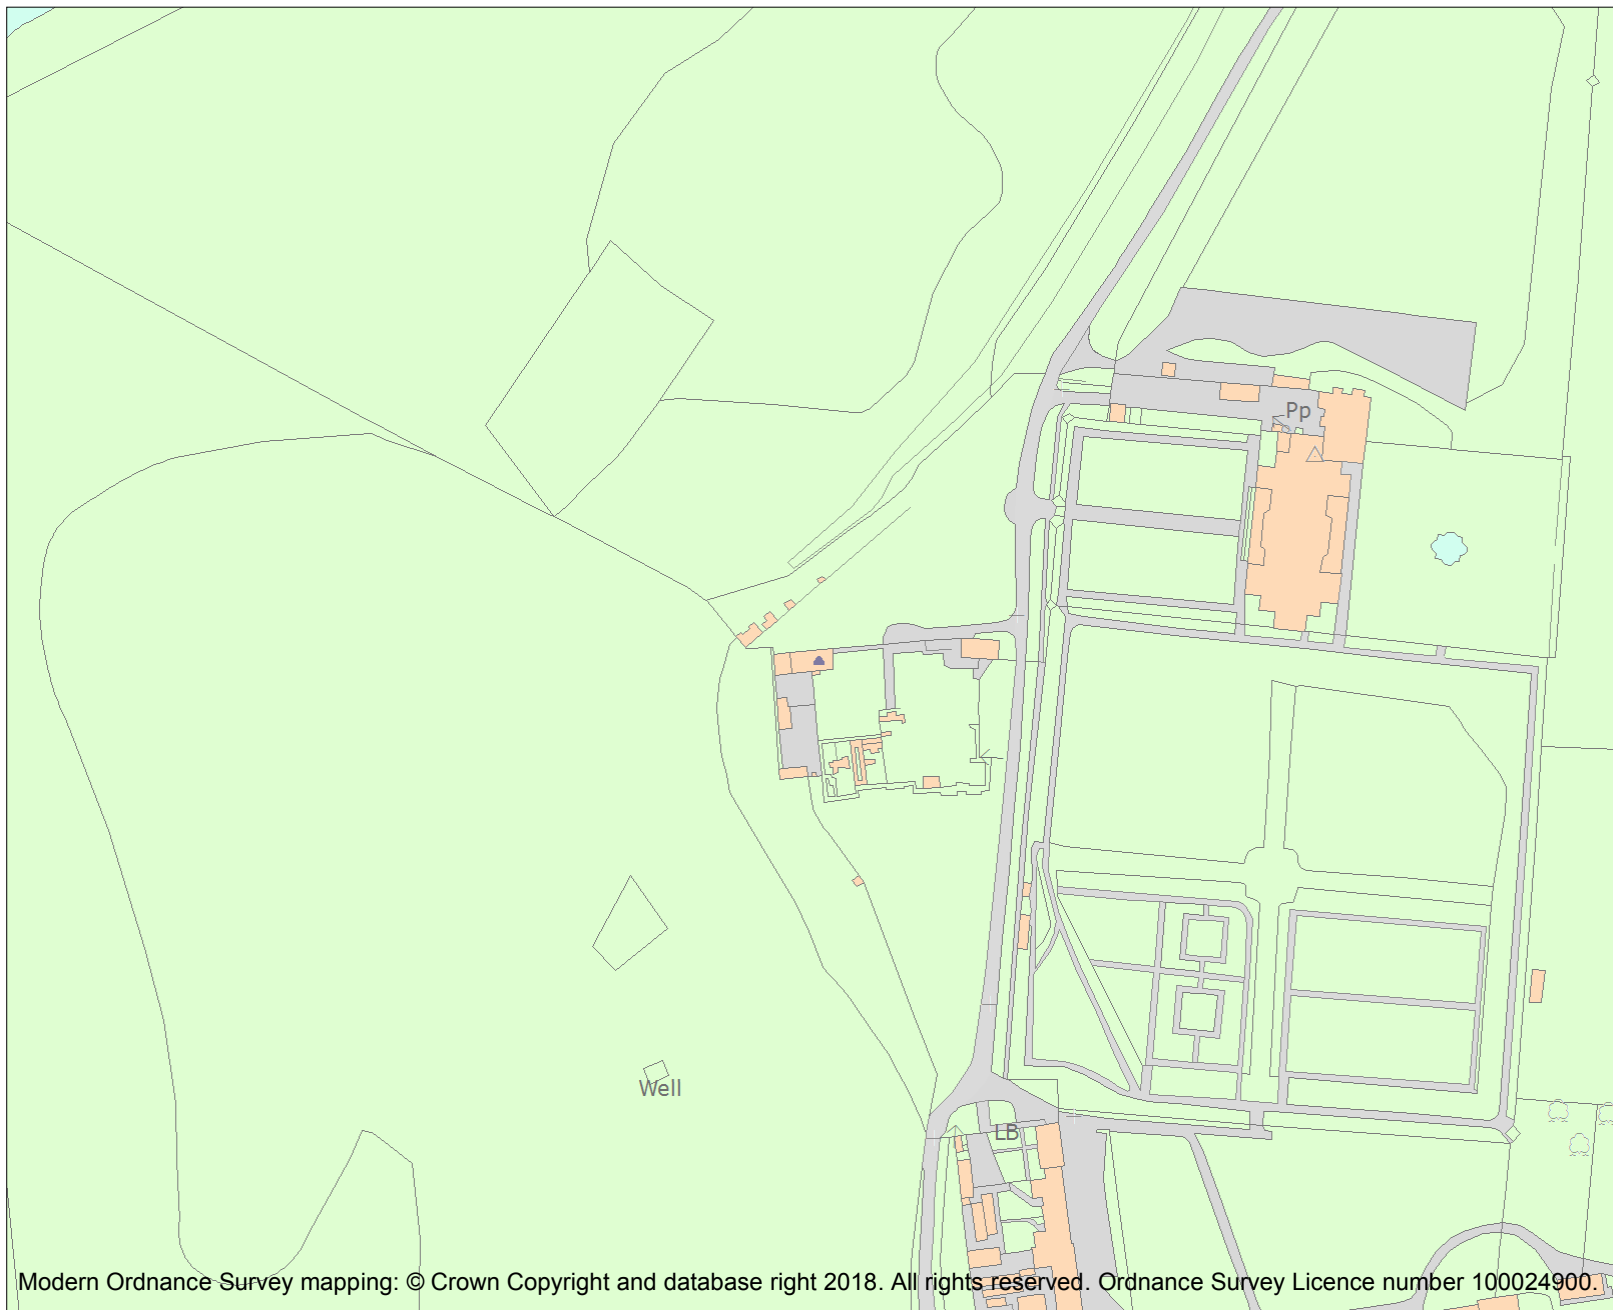 Pp
Well
LB
Modern Ordnance Survey mapping: © Crown Copyright and database right 2018. All rights reserved. Ordnance Survey Licence number 100024900.